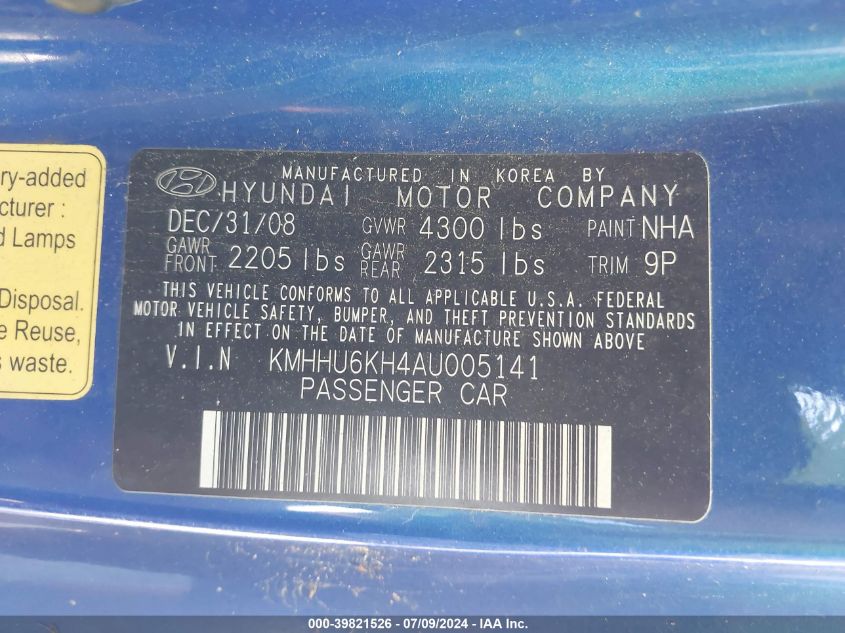 ry-added
cturer :
d Lamps
Disposal.
e Reuse,
s waste.
MANUFACTURED IN KOREA BY
HYUNDAI MOTOR COMPANY
DEC/31/08 GVWR 4300 lbs PAINT NHA
GAWR FRONT 2205 lbs GAWR REAR 2315 lbs TRIM 9P
THIS VEHICLE CONFORMS TO ALL APPLICABLE U.S.A. FEDERAL
MOTOR VEHICLE SAFETY, BUMPER, AND THEFT PREVENTION STANDARDS
IN EFFECT ON THE DATE OF MANUFACTURE SHOWN ABOVE
V.I.N KMHHU6KH4AU005141
PASSENGER CAR
000-39821526 - 07/09/2024 - IAA Inc.